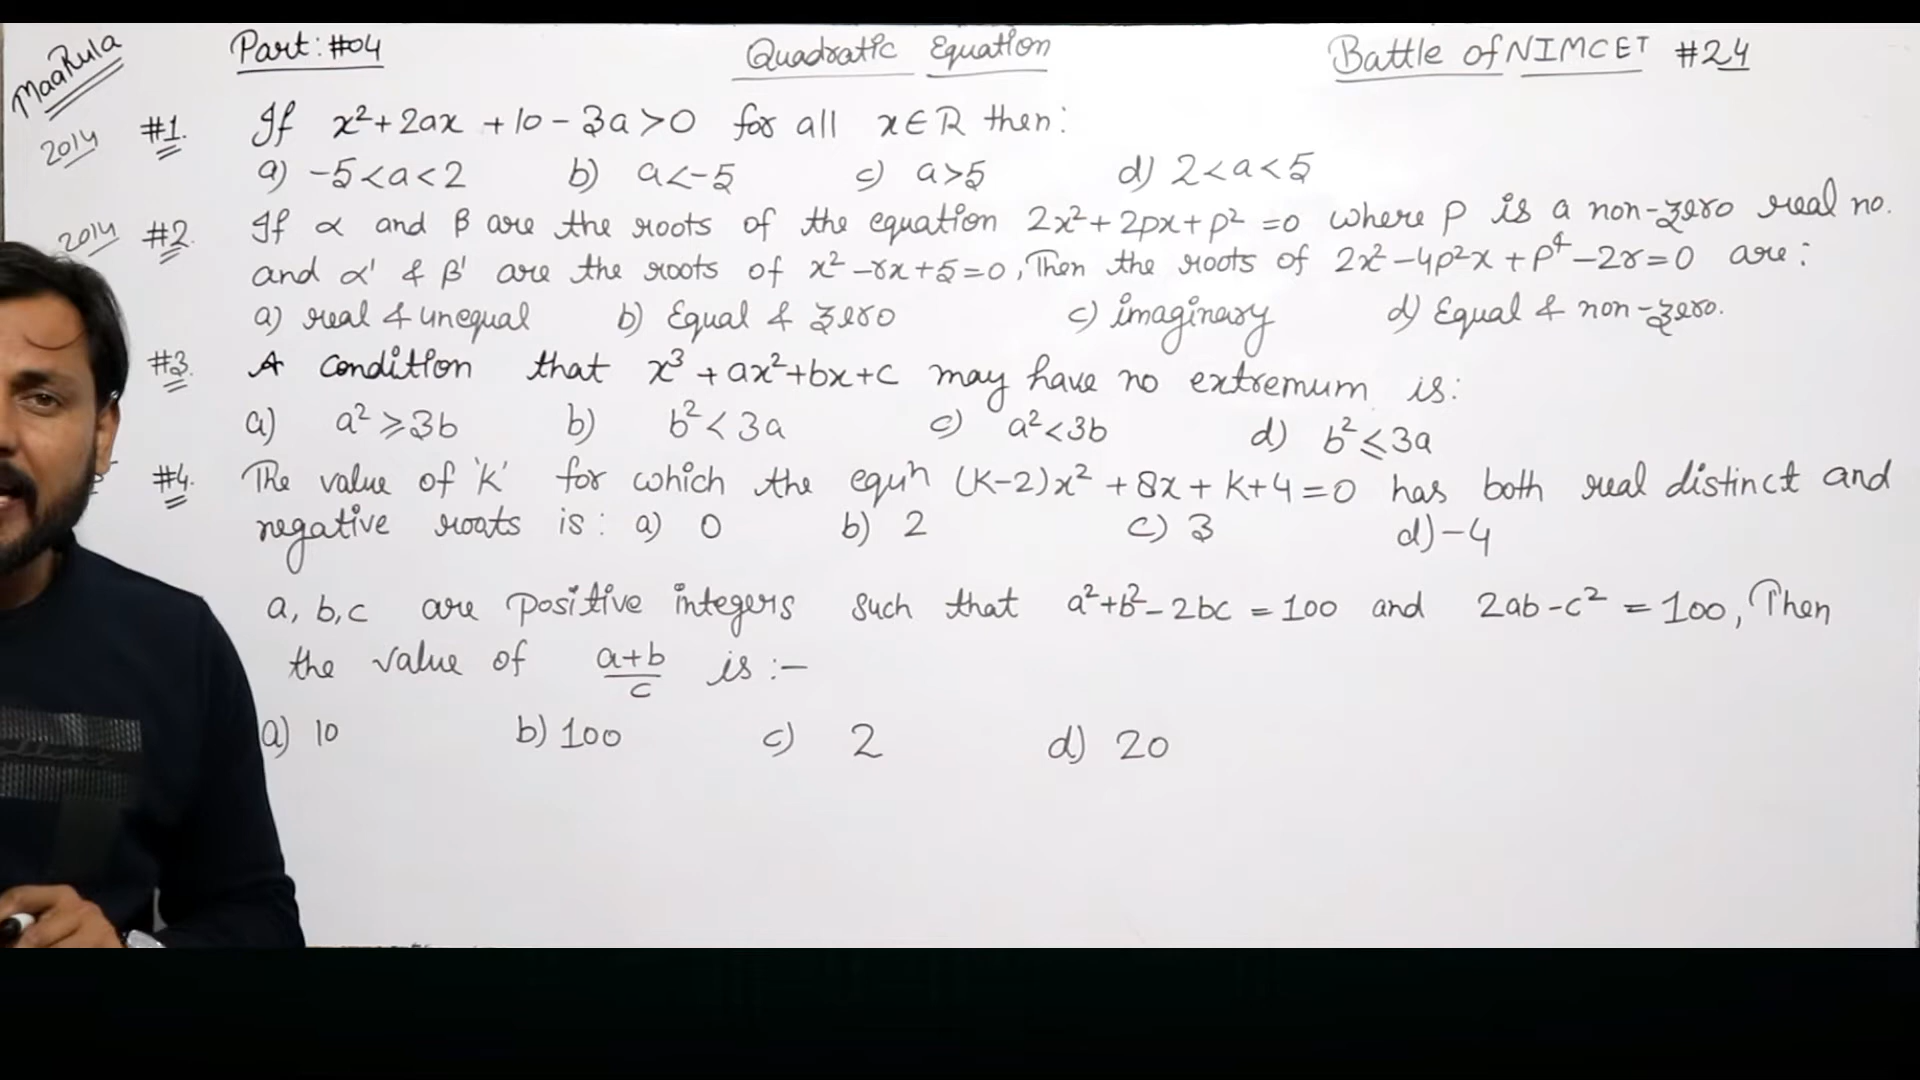 MaaRula Part: #04 Quadratic Equation Battle of NIMCET #24
2014 #1. If x²+2ax +10-3a>0 for all x∈R then:
a) -5<a<2 b) a<-5 c) a>5 d) 2<a<5
2014 #2. If α and β are the roots of the equation 2x²+2px+p²=0 where p is a non-zero real no.
and α' & β' are the roots of x²-rx+5=0, Then the roots of 2x²-4p²x+p⁴-2r=0 are:
a) real & unequal b) Equal & zero c) imaginary d) Equal & non-zero.
#3. A condition that x³+ax²+bx+c may have no extremum is:
a) a²≥3b b) b²<3a c) a²<3b d) b²≤3a
#4. The value of 'K' for which the equⁿ (K-2)x²+8x+K+4=0 has both real distinct and
negative roots is: a) 0 b) 2 c) 3 d) -4
a, b, c are positive integers such that a²+b²-2bc = 100 and 2ab-c² = 100, Then
the value of a+b/c is :-
a) 10 b) 100 c) 2 d) 20